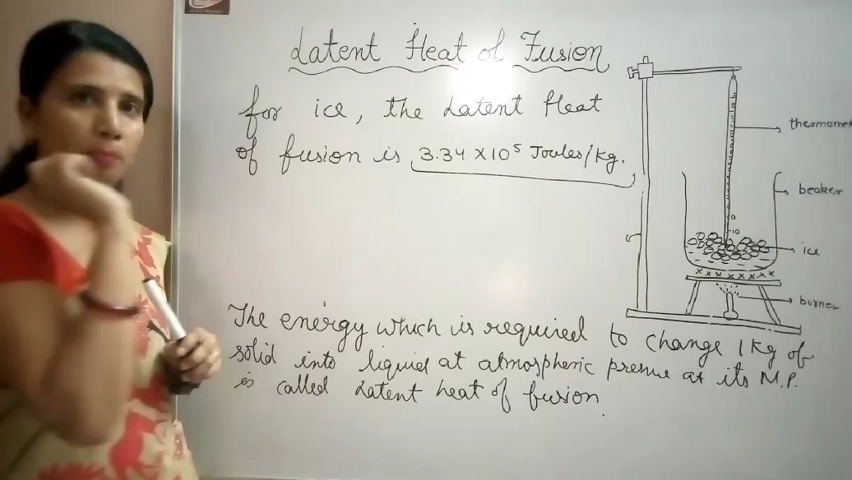 Latent Heat of Fusion
for ice, the Latent Heat
of fusion is 3.34 X 10⁵ Joules/kg.
thermomet
beaker
ice
burner
The energy which is required to change 1 Kg of
solid into liquid at atmospheric pressure at its M.P.
is called Latent heat of fusion.